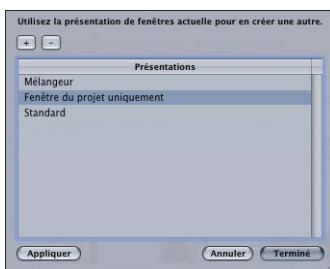 Utilisez la présentation de fenêtres actuelle pour en créer une autre.
+ -
Présentations
Mélangeur
Fenêtre du projet uniquement
Standard
Appliquer Annuler Terminé